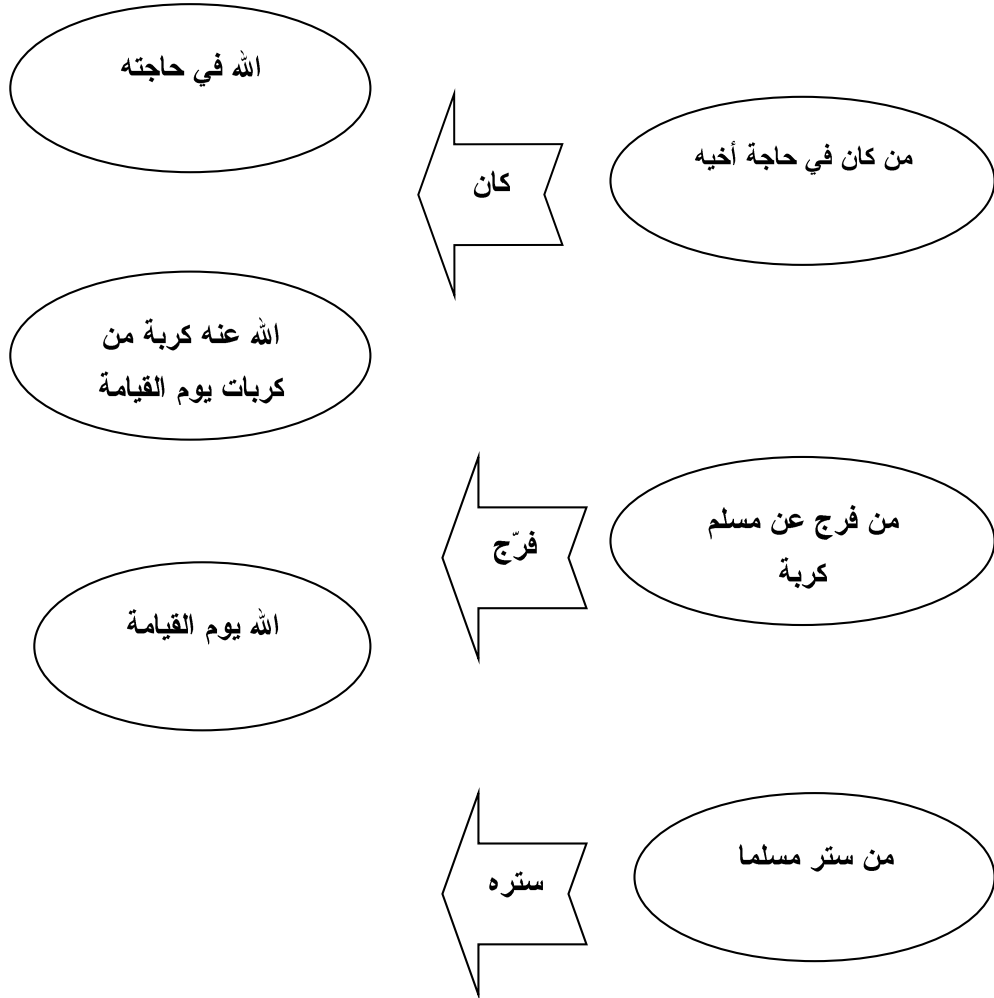 الله في حاجته
من كان في حاجة أخيه
كان
الله عنه كربة من
كربات يوم القيامة
من فرج عن مسلم
كربة
فرّج
الله يوم القيامة
من ستر مسلما
ستره